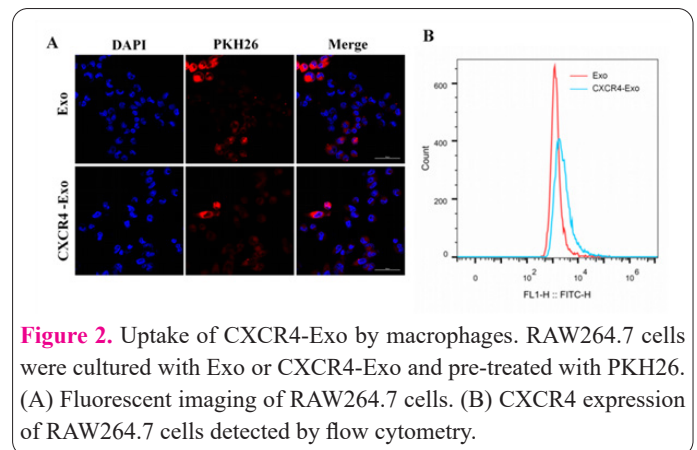 A
DAPI
PKH26
Merge
Exo
CXCR4 -Exo
B
Exo
CXCR4-Exo
600
400
200
0
Count
0
10²
10⁴
10⁶
FL1-H :: FITC-H
Figure 2. Uptake of CXCR4-Exo by macrophages. RAW264.7 cells
were cultured with Exo or CXCR4-Exo and pre-treated with PKH26.
(A) Fluorescent imaging of RAW264.7 cells. (B) CXCR4 expression
of RAW264.7 cells detected by flow cytometry.